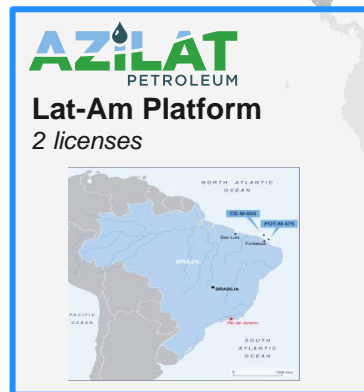 AZILAT
PETROLEUM
Lat-Am Platform
2 licenses
NORTH ATLANTIC
OCEAN
CE-M-603
POT-M-475
Sao Luis
Fortaleza
BRAZIL
BRASILIA
PACIFIC
OCEAN
Rio de Janeiro
SOUTH
ATLANTIC
OCEAN